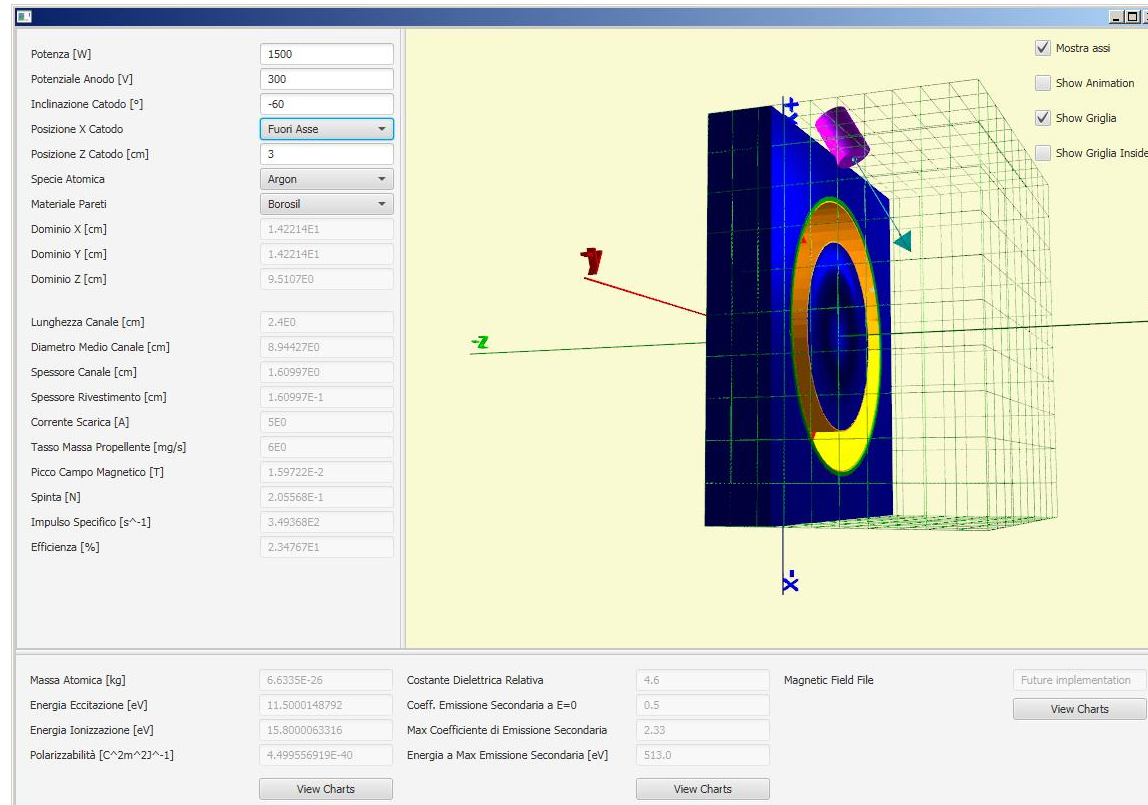 Potenza [W] 1500
Potenziale Anodo [V] 300
Inclinazione Catodo [°] -60
Posizione X Catodo Fuori Asse
Posizione Z Catodo [cm] 3
Specie Atomica Argon
Materiale Pareti Borosil
Dominio X [cm] 1.42214E1
Dominio Y [cm] 1.42214E1
Dominio Z [cm] 9.5107E0
Lunghezza Canale [cm] 2.4E0
Diametro Medio Canale [cm] 8.94427E0
Spessore Canale [cm] 1.60997E0
Spessore Rivestimento [cm] 1.60997E-1
Corrente Scarica [A] 5E0
Tasso Massa Propellente [mg/s] 6E0
Picco Campo Magnetico [T] 1.59722E-2
Spinta [N] 2.05568E-1
Impulso Specifico [s^-1] 3.49368E2
Efficienza [%] 2.34767E1
Mostra assi
Show Animation
Show Griglia
Show Griglia Inside
-z
-x
Massa Atomica [kg] 6.6335E-26 Costante Dielettrica Relativa 4.6 Magnetic Field File Future implementation
Energia Eccitazione [eV] 11.5000148792 Coeff. Emissione Secondaria a E=0 0.5 View Charts
Energia Ionizzazione [eV] 15.8000063316 Max Coefficiente di Emissione Secondaria 2.33
Polarizzabilità [C^2m^2J^-1] 4.499556919E-40 Energia a Max Emissione Secondaria [eV] 513.0
View Charts View Charts